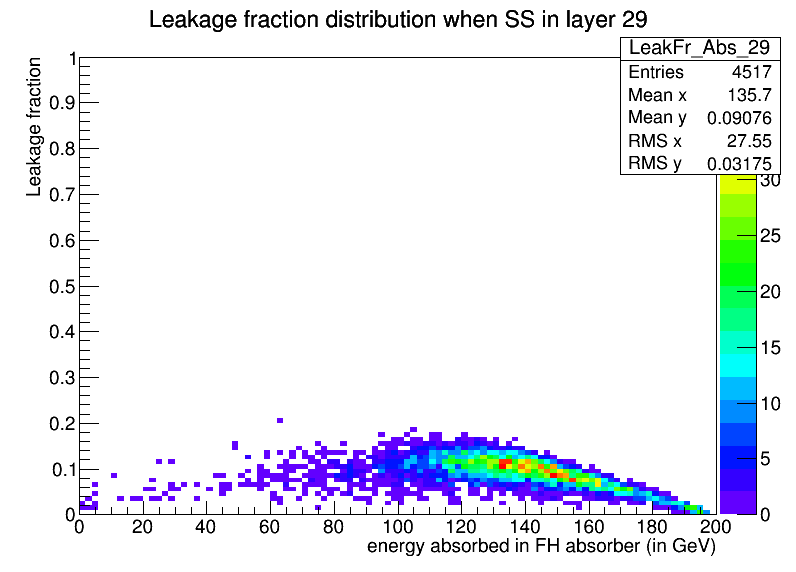 Leakage fraction distribution when SS in layer 29
LeakFr_Abs_29
Entries 4517
Mean x 135.7
Mean y 0.09076
RMS x 27.55
RMS y 0.03175
Leakage fraction
1
0.9
0.8
0.7
0.6
0.5
0.4
0.3
0.2
0.1
0
30
25
20
15
10
5
0
0 20 40 60 80 100 120 140 160 180 200
energy absorbed in FH absorber (in GeV)